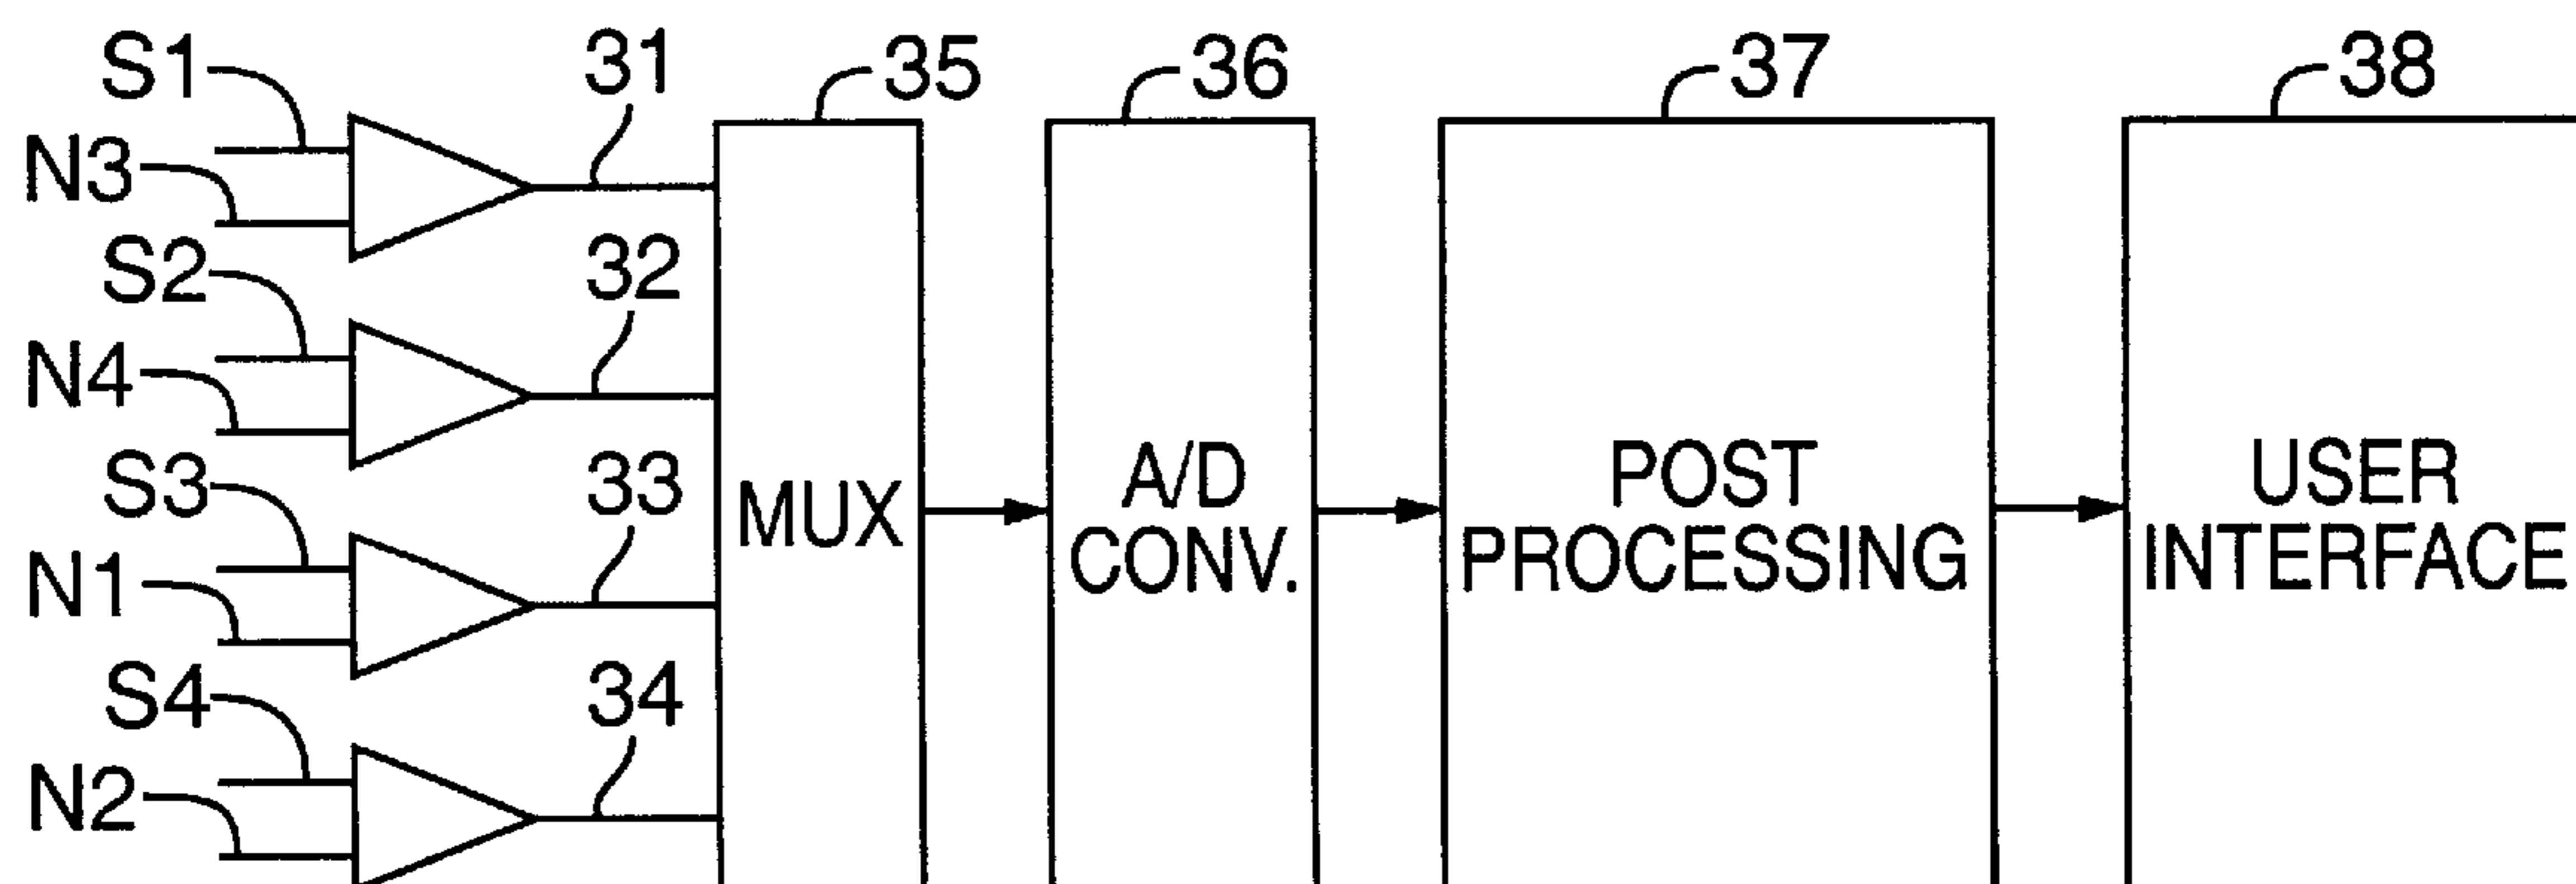 S1
31
35
36
37
38
N3
S2
32
N4
S3
33
MUX
A/D
CONV.
POST
PROCESSING
USER
INTERFACE
N1
S4
34
N2